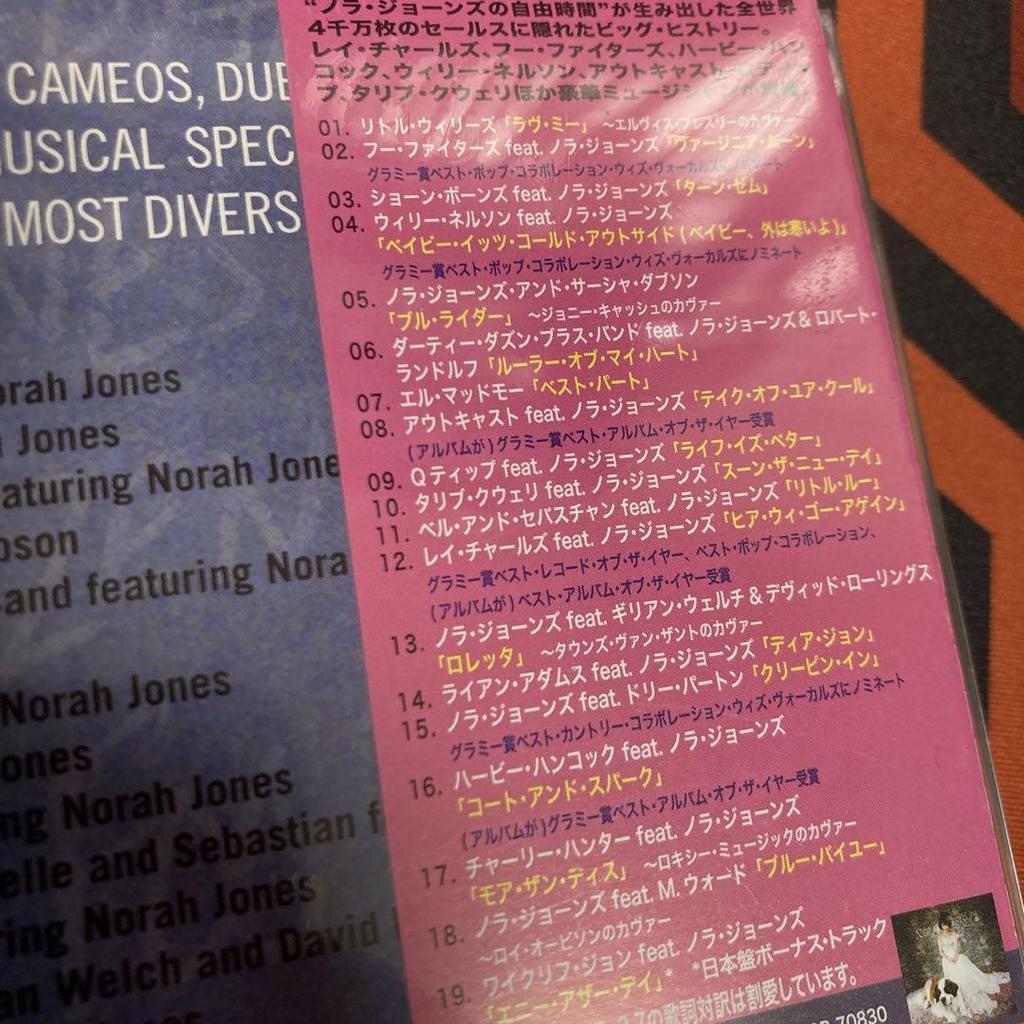 CAMEOS, DUE
USICAL SPEC
MOST DIVERS
orah Jones
Jones
aturing Norah Jone
bson
and featuring Nora
Norah Jones
ones
ng Norah Jones
elle and Sebastian f
ring Norah Jones
an Welch and David
“ノラ・ジョーンズの自由時間”が生み出した全世界
4千万枚のセールスに隠れたビッグ・ヒストリー。
レイ・チャールズ、フー・ファイターズ、ハービー・ハン
コック、ウィリー・ネルソン、アウトキャスト
プ、タリブ・クウェリほか豪華ミュージシャンが
01. リトル・ウィリーズ「ラヴ・ミー」 ～エルヴィス・プレスリーのカヴァー
02. フー・ファイターズ feat. ノラ・ジョーンズ「ヴァージニア・ムーン」
グラミー賞ベスト・ポップ・コラボレーション・ウィズ・ヴォーカルズにノミネート
03. ショーン・ボーンズ feat. ノラ・ジョーンズ「ターン・ゼム」
04. ウィリー・ネルソン feat. ノラ・ジョーンズ
「ベイビー・イッツ・コールド・アウトサイド(ベイビー、外は寒いよ)」
グラミー賞ベスト・ポップ・コラボレーション・ウィズ・ヴォーカルズにノミネート
05. ノラ・ジョーンズ・アンド・サーシャ・ダブソン
「ブル・ライダー」 ～ジョニー・キャッシュのカヴァー
06. ダーティー・ダズン・ブラス・バンド feat. ノラ・ジョーンズ&ロバート・
ランドルフ「ルーラー・オブ・マイ・ハート」
07. エル・マッドモー「ベスト・パート」
08. アウトキャスト feat. ノラ・ジョーンズ「テイク・オフ・ユア・クール」
(アルバムが)グラミー賞ベスト・アルバム・オブ・ザ・イヤー受賞
09. Qティップ feat. ノラ・ジョーンズ「ライフ・イズ・ベター」
10. タリブ・クウェリ feat. ノラ・ジョーンズ「スーン・ザ・ニュー・デイ」
11. ベル・アンド・セバスチャン feat. ノラ・ジョーンズ「リトル・ルー」
12. レイ・チャールズ feat. ノラ・ジョーンズ「ヒア・ウィ・ゴー・アゲイン」
グラミー賞ベスト・レコード・オブ・ザ・イヤー、ベスト・ポップ・コラボレーション、
(アルバムが)ベスト・アルバム・オブ・ザ・イヤー受賞
13. ノラ・ジョーンズ feat. ギリアン・ウェルチ & デヴィッド・ローリングス
「ロレッタ」 ～タウンズ・ヴァン・ザントのカヴァー
14. ライアン・アダムス feat. ノラ・ジョーンズ「ディア・ジョン」
15. ノラ・ジョーンズ feat. ドリー・パートン「クリーピン・イン」
グラミー賞ベスト・カントリー・コラボレーション・ウィズ・ヴォーカルズにノミネート
16. ハービー・ハンコック feat. ノラ・ジョーンズ
「コート・アンド・スパーク」
(アルバムが)グラミー賞ベスト・アルバム・オブ・ザ・イヤー受賞
17. チャーリー・ハンター feat. ノラ・ジョーンズ
「モア・ザン・ディス」 ～ロキシー・ミュージックのカヴァー
18. ノラ・ジョーンズ feat. M. ウォード「ブルー・バイユー」
～ロイ・オービソンのカヴァー
19. ワイクリフ・ジョン feat. ノラ・ジョーンズ
「エニー・アザー・デイ」* *日本盤ボーナス・トラック
の歌詞対訳は割愛しています。
70830